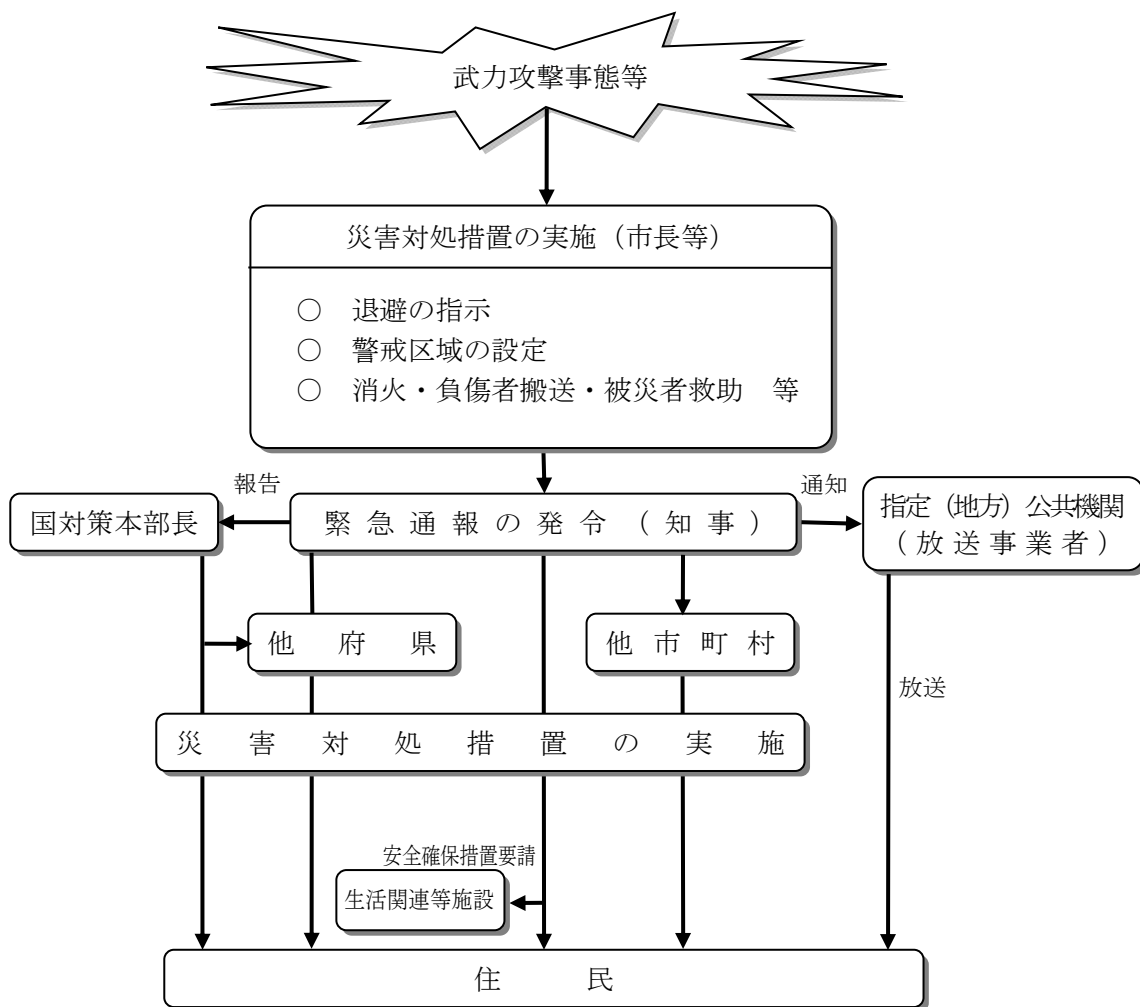 武力攻撃事態等
災害対処措置の実施（市長等）
○　退避の指示
○　警戒区域の設定
○　消火・負傷者搬送・被災者救助　等
報告
通知
国対策本部長
緊急通報の発令（知事）
指定（地方）公共機関
（放送事業者）
他府県
他市町村
放送
災害対処措置の実施
安全確保措置要請
生活関連等施設
住民